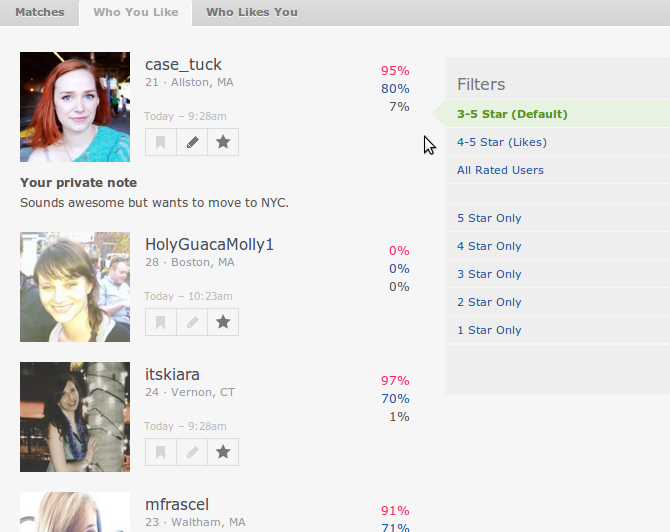 Matches Who You Like Who Likes You
case_tuck
21 · Allston, MA
Today – 9:28am
95%
80%
7%
Your private note
Sounds awesome but wants to move to NYC.
HolyGuacaMolly1
28 · Boston, MA
Today – 10:23am
0%
0%
0%
itskiara
24 · Vernon, CT
Today – 9:28am
97%
70%
1%
mfrascel
23 · Waltham, MA
91%
71%
Filters
3-5 Star (Default)
4-5 Star (Likes)
All Rated Users
5 Star Only
4 Star Only
3 Star Only
2 Star Only
1 Star Only